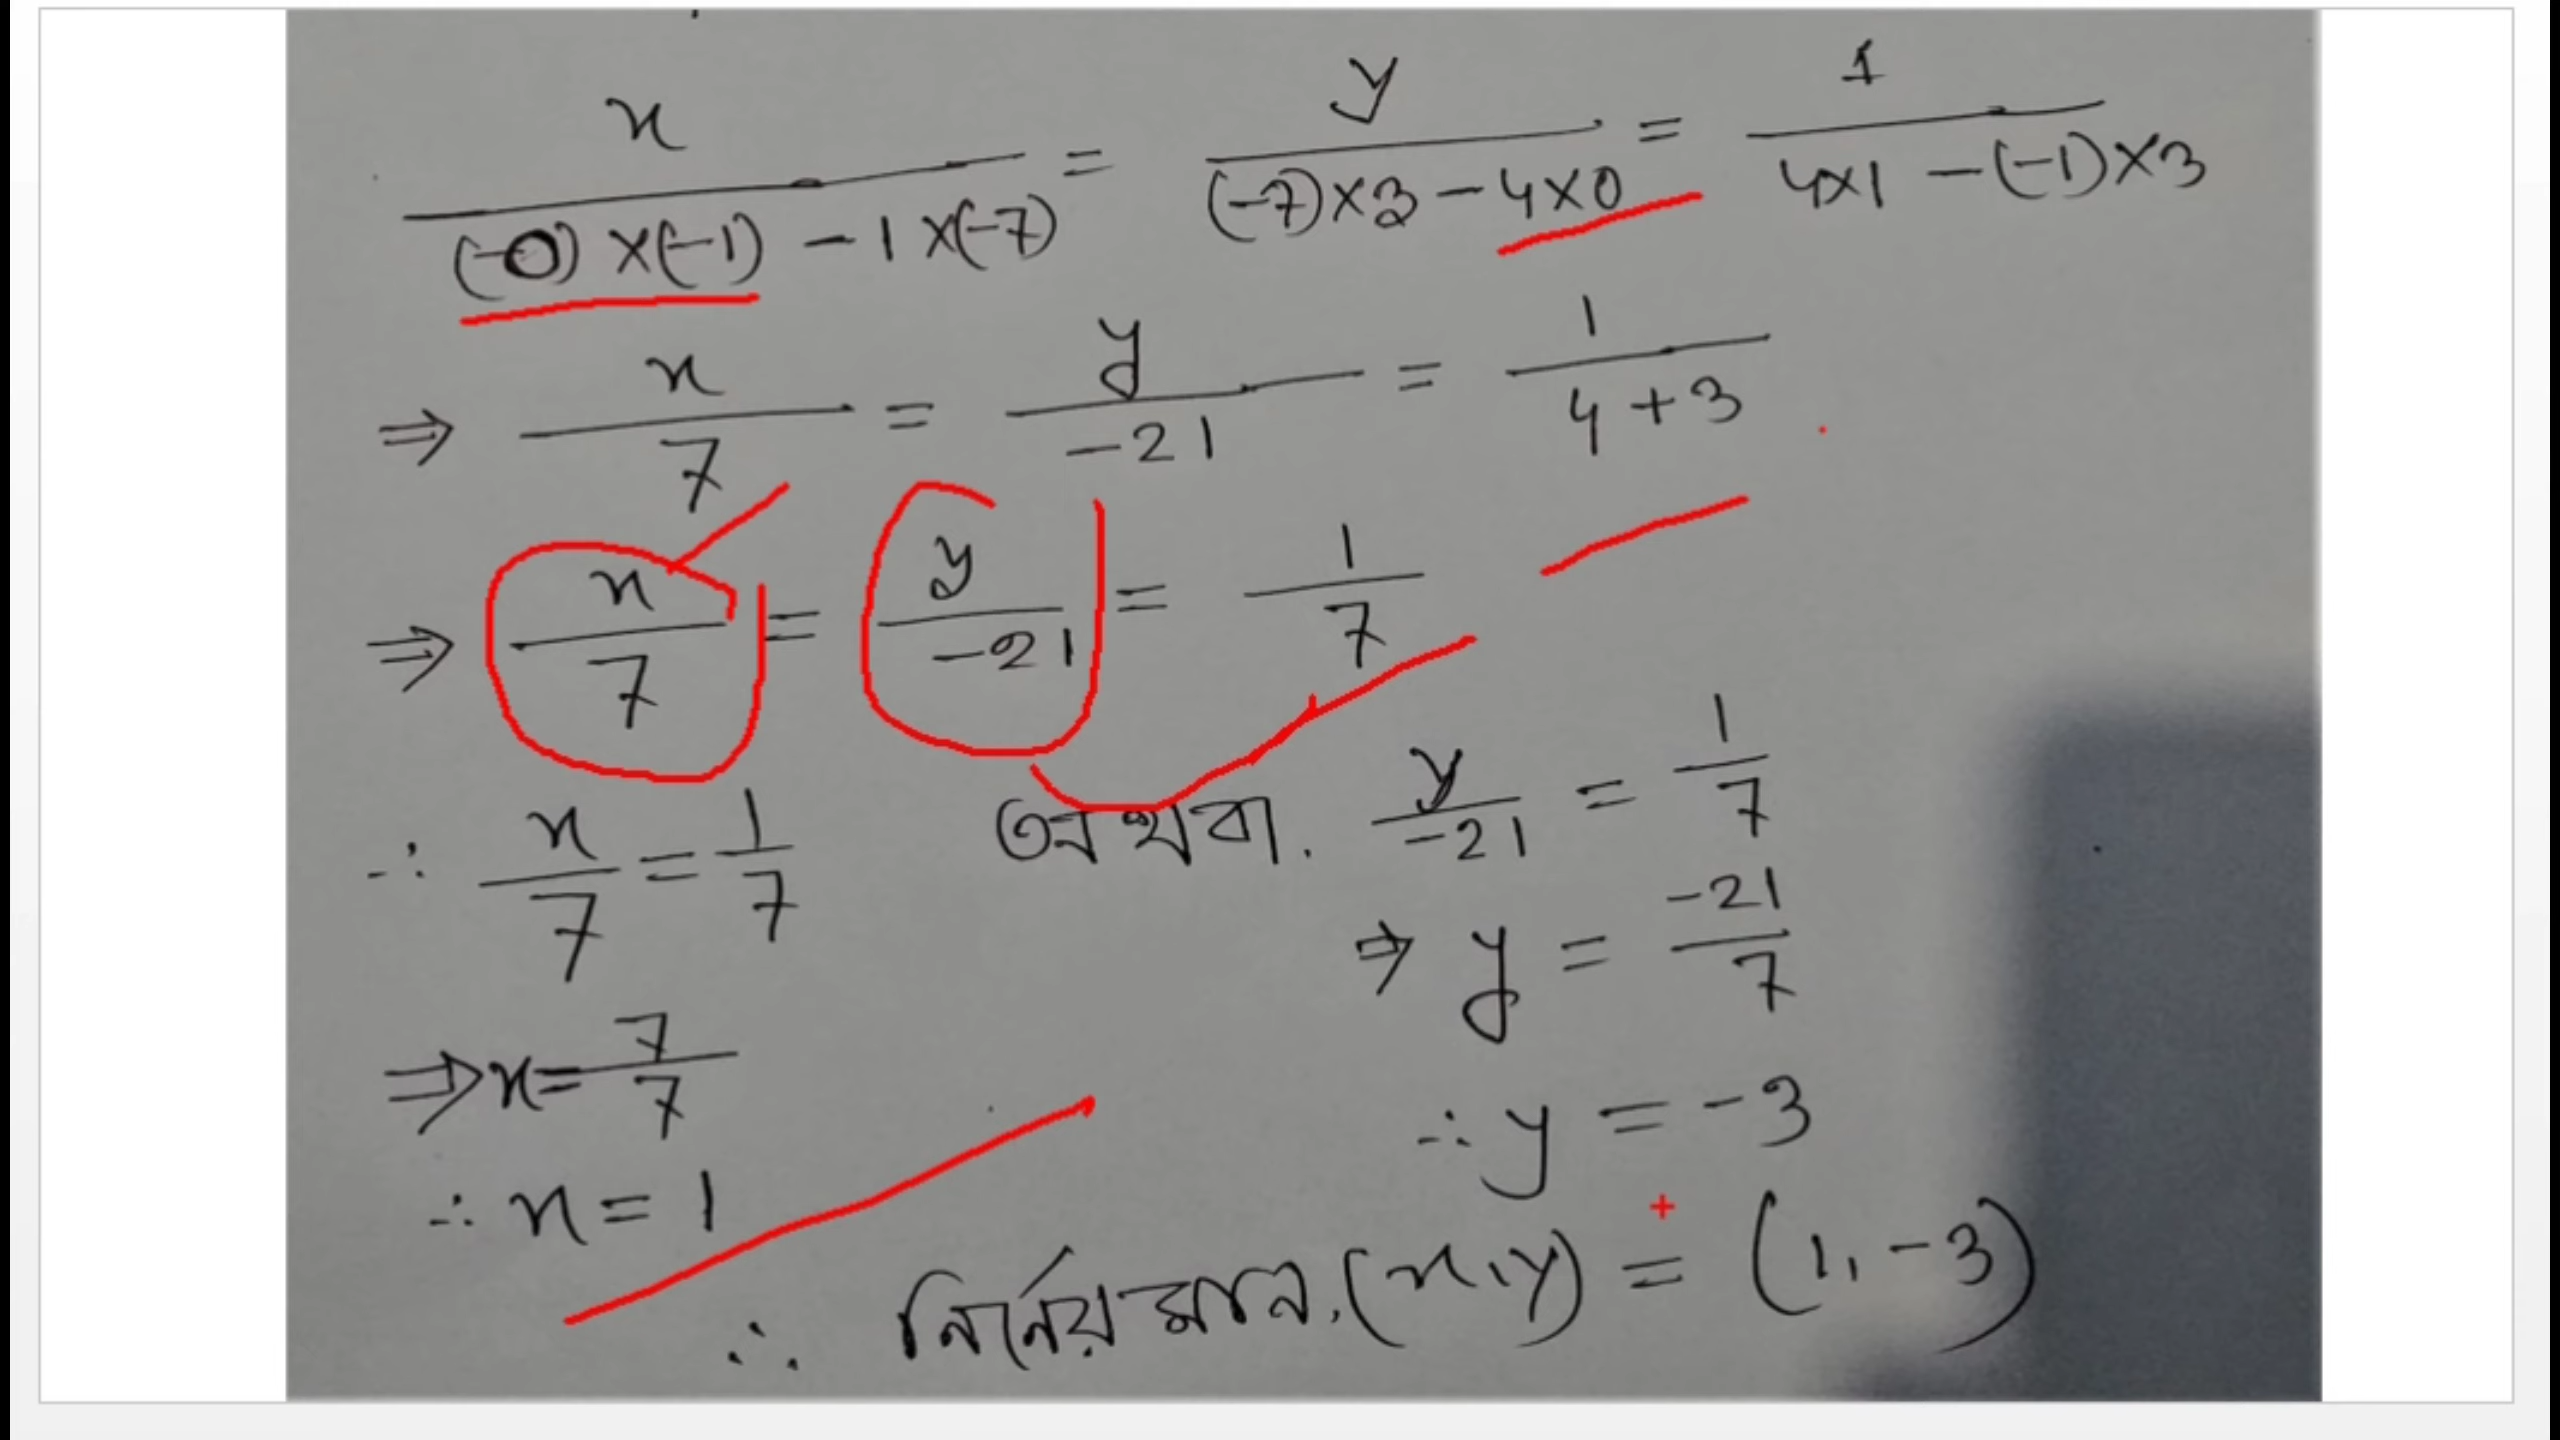 x/((-0)×(-1) - 1×(-7)) = y/((-7)×3 - 4×0) = 1/(4×1 - (-1)×3)
⇒ x/7 = y/-21 = 1/(4+3)
⇒ x/7 = y/-21 = 1/7
∴ x/7 = 1/7 অথবা. y/-21 = 1/7
⇒ y = -21/7
⇒ x = 7/7
∴ y = -3
∴ x = 1
∴ নির্নেয় মান, (x, y) = (1, -3)